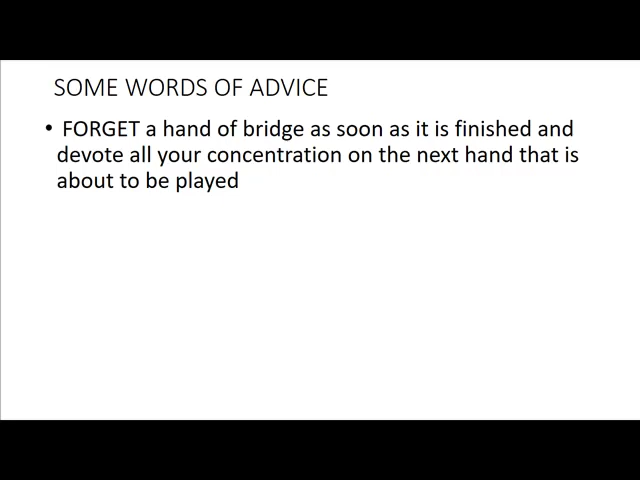 SOME WORDS OF ADVICE
• FORGET a hand of bridge as soon as it is finished and
devote all your concentration on the next hand that is
about to be played